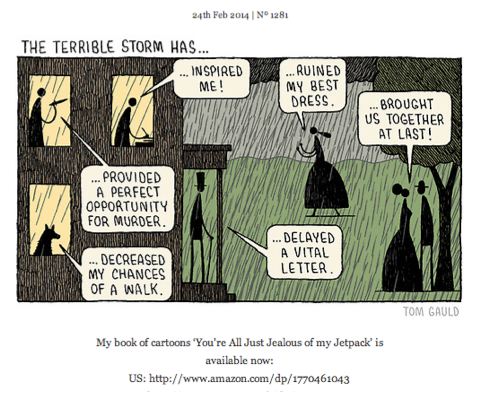 24th Feb 2014 | Nº 1281
THE TERRIBLE STORM HAS...
...INSPIRED
ME!
...RUINED
MY BEST
DRESS.
...BROUGHT
US TOGETHER
AT LAST!
...PROVIDED
A PERFECT
OPPORTUNITY
FOR MURDER.
...DECREASED
MY CHANCES
OF A WALK.
...DELAYED
A VITAL
LETTER.
TOM GAULD
My book of cartoons 'You're All Just Jealous of my Jetpack' is
available now:
US: http://www.amazon.com/dp/1770461043